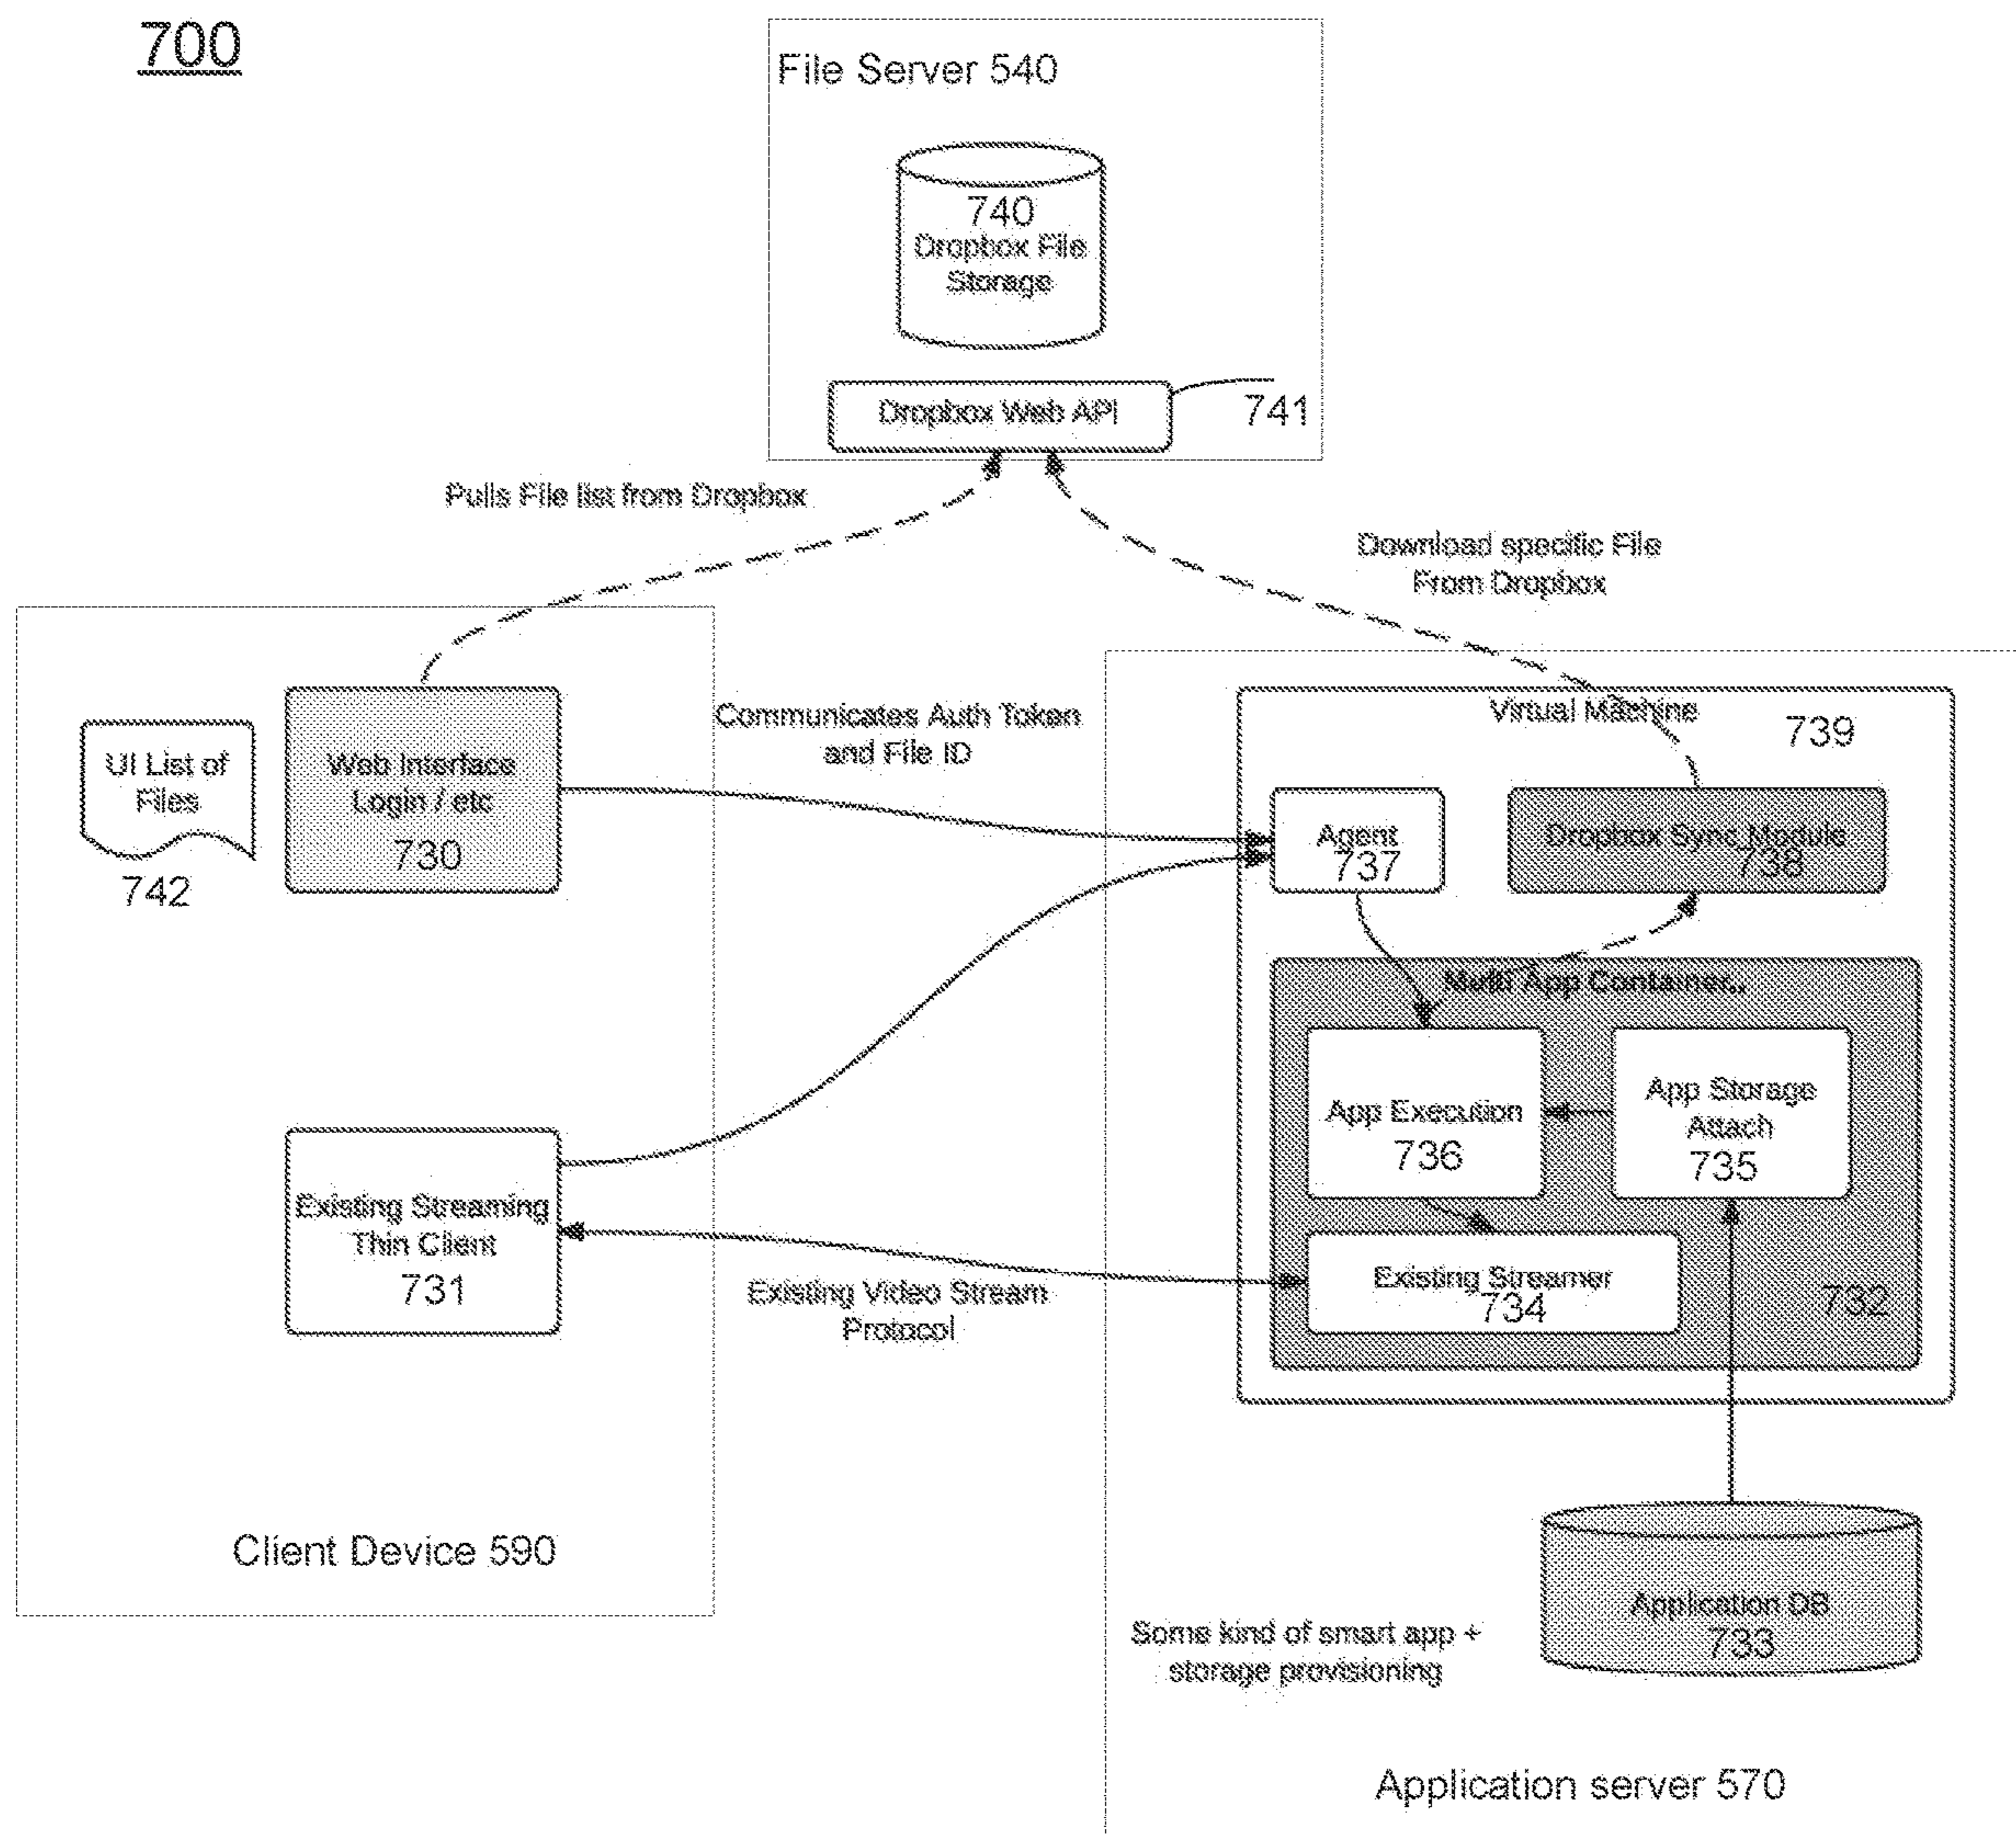 700
File Server 540
740
Dropbox File
Storage
Dropbox Web API
741
Pulls File list from Dropbox
Download specific File
From Dropbox
UI List of
Files
742
Web Interface
Login / etc
730
Communicates Auth Token
and File ID
Virtual Machine
739
Agent
737
Dropbox Sync Module
738
Multi App Container..
App Execution
736
App Storage
Attach
735
Existing Streaming
Thin Client
731
Existing Video Stream
Protocol
Existing Streamer
734
732
Client Device 590
Application DB
733
Some kind of smart app +
storage provisioning
Application server 570